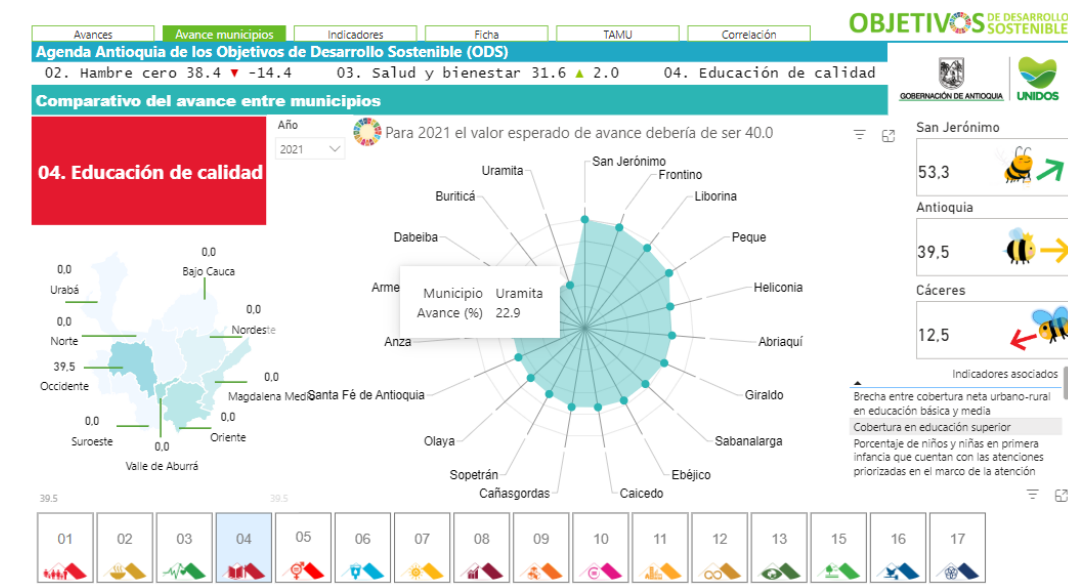 OBJETIVOS DE DESARROLLO
SOSTENIBLE
Avances
Avance municipios
Indicadores
Ficha
TAMU
Correlación
Agenda Antioquia de los Objetivos de Desarrollo Sostenible (ODS)
02. Hambre cero 38.4 ▼ -14.4 03. Salud y bienestar 31.6 ▲ 2.0 04. Educación de calidad
Comparativo del avance entre municipios
GOBERNACIÓN DE ANTIOQUIA
UNIDOS
04. Educación de calidad
Año
2021
Para 2021 el valor esperado de avance debería de ser 40.0
San Jerónimo
53,3
Antioquia
39,5
Cáceres
12,5
Uramita
San Jerónimo
Frontino
Buriticá
Liborina
Dabeiba
Peque
Arme
Heliconia
Municipio Uramita
Avance (%) 22.9
Anza
Abriaquí
Santa Fé de Antioquia
Giraldo
Olaya
Sabanalarga
Sopetrán
Ebéjico
Cañasgordas
Caicedo
0,0
Urabá
0,0
Bajo Cauca
0,0
Norte
0,0
Nordeste
39,5
Occidente
0,0
Magdalena Medio
0,0
Suroeste
0,0
Oriente
0,0
Valle de Aburrá
Indicadores asociados
Brecha entre cobertura neta urbano-rural
en educación básica y media
Cobertura en educación superior
Porcentaje de niños y niñas en primera
infancia que cuentan con las atenciones
priorizadas en el marco de la atención
39.5
39.5
01
02
03
04
05
06
07
08
09
10
11
12
13
15
16
17